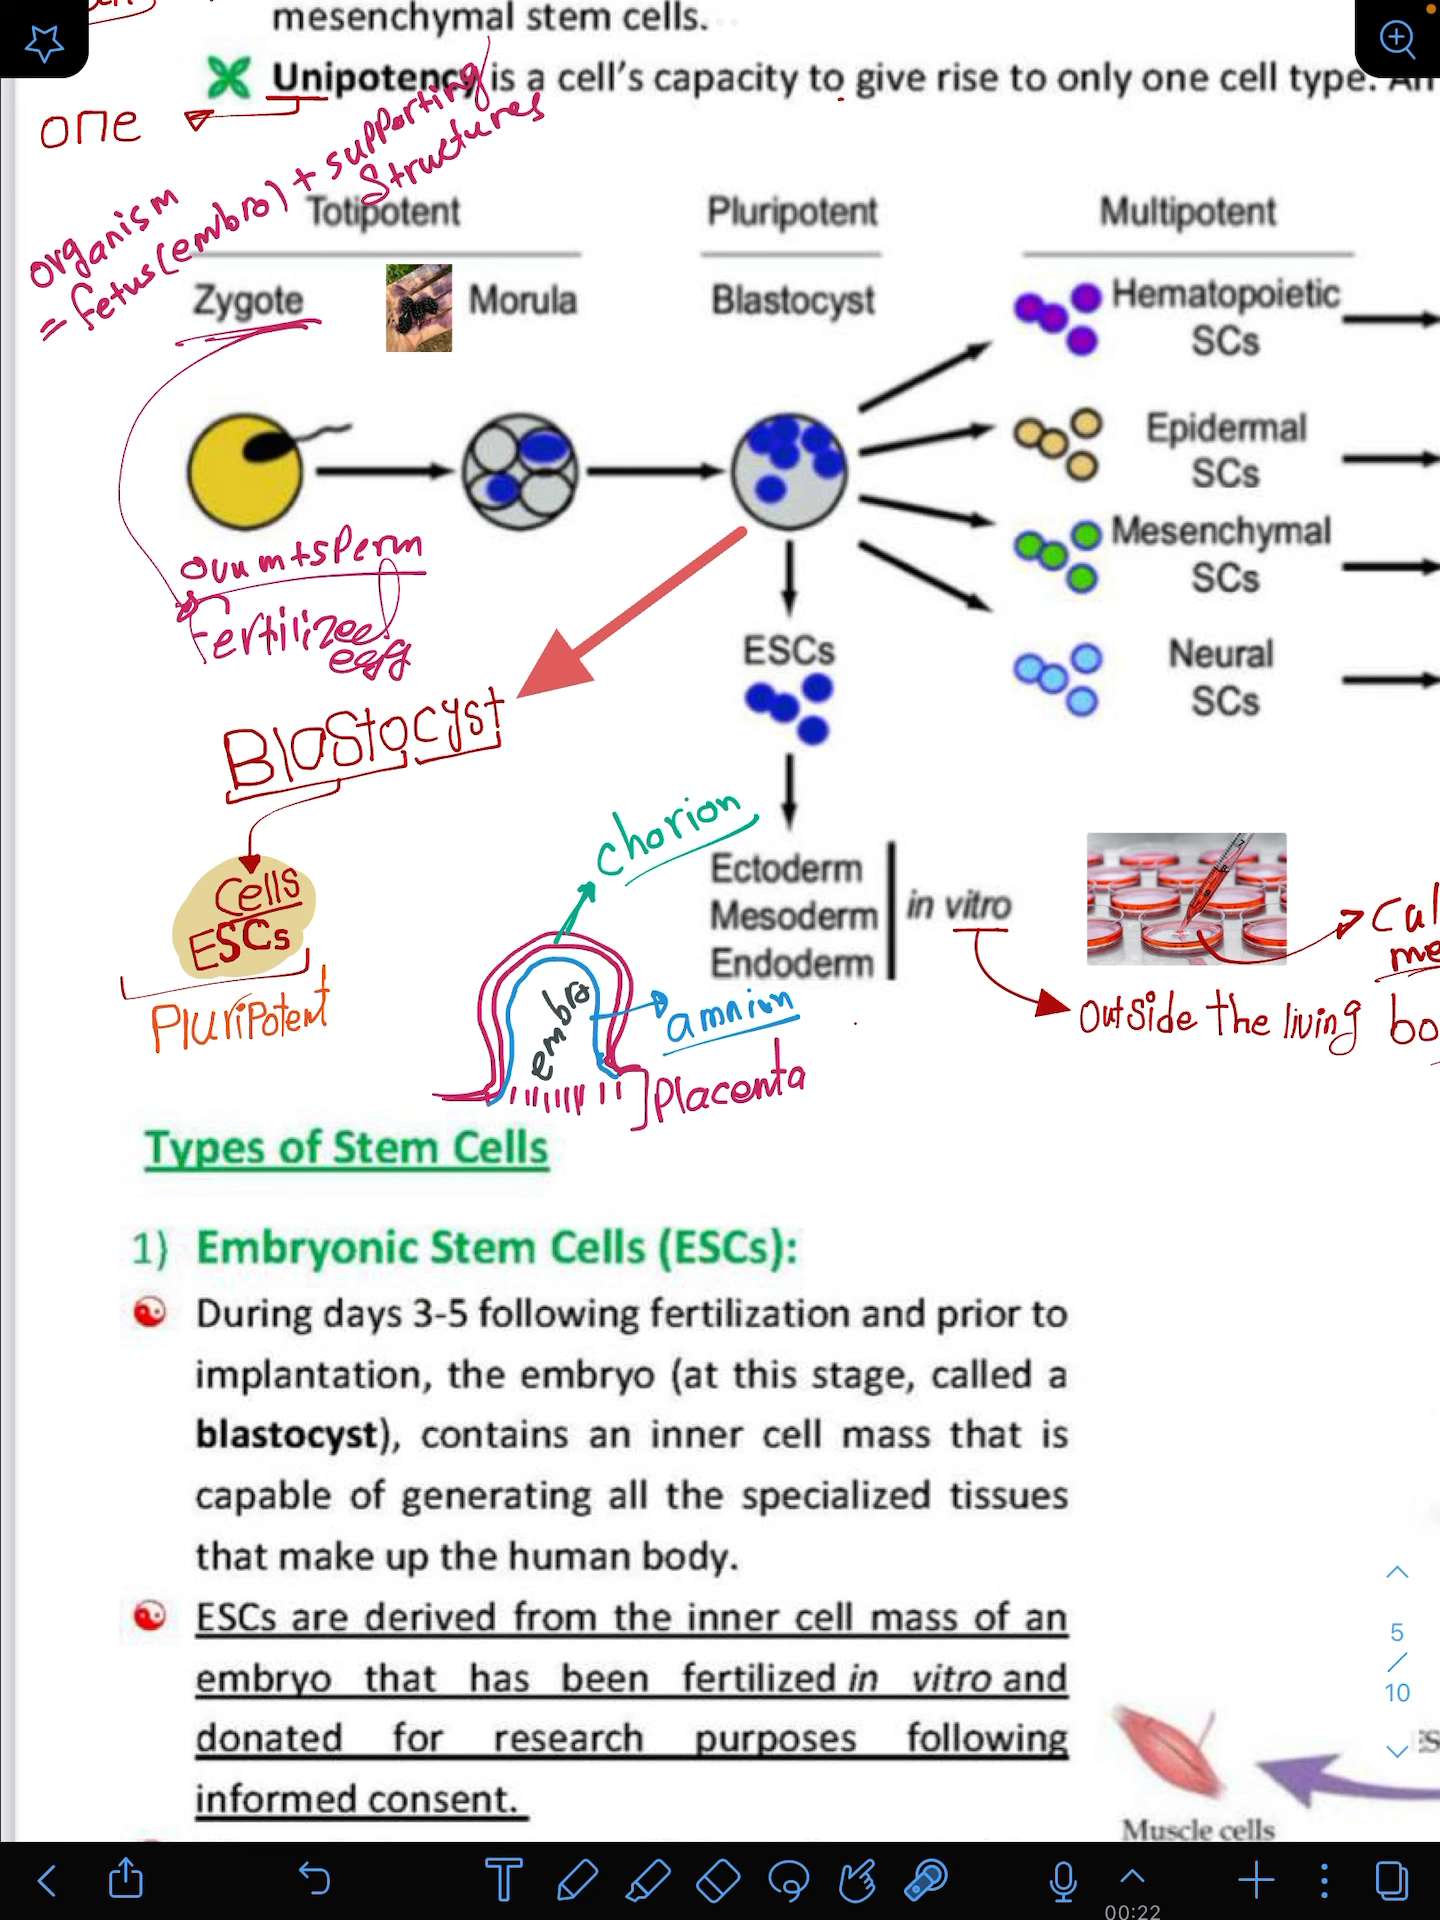 mesenchymal stem cells.
Unipotency is a cell's capacity to give rise to only one cell type.
one
organism
= fetus (embro) + supporting
structures
Totipotent
Pluripotent
Multipotent
Zygote
Morula
Blastocyst
Hematopoietic
SCs
Epidermal
SCs
Mesenchymal
SCs
Neural
SCs
ovum + sperm
Fertilized
ESCs
Blastocyst
Cells
ESCs
Pluripotent
chorion
embro
amnion
Placenta
Ectoderm
Mesoderm
Endoderm
in vitro
outside the living bo
Types of Stem Cells
1) Embryonic Stem Cells (ESCs):
During days 3-5 following fertilization and prior to
implantation, the embryo (at this stage, called a
blastocyst), contains an inner cell mass that is
capable of generating all the specialized tissues
that make up the human body.
ESCs are derived from the inner cell mass of an
embryo that has been fertilized in vitro and
donated for research purposes following
informed consent.
Muscle cells
5
/
10
T
00:22